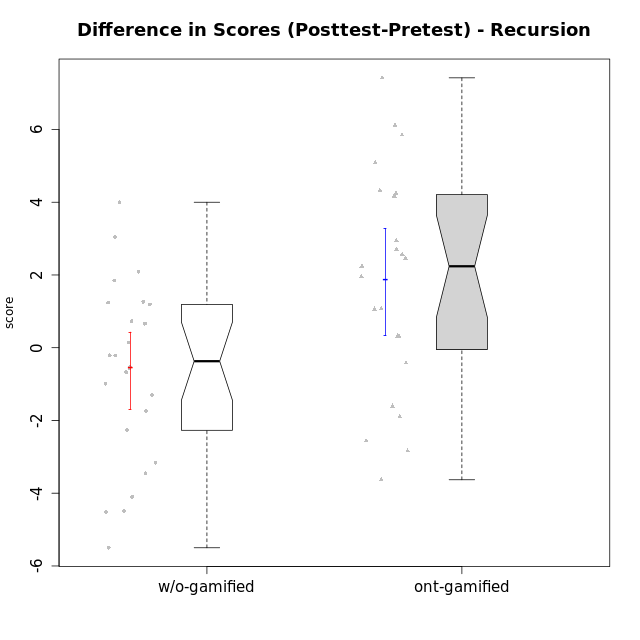 Difference in Scores (Posttest-Pretest) - Recursion
score
6
4
2
0
-2
-4
-6
w/o-gamified
ont-gamified